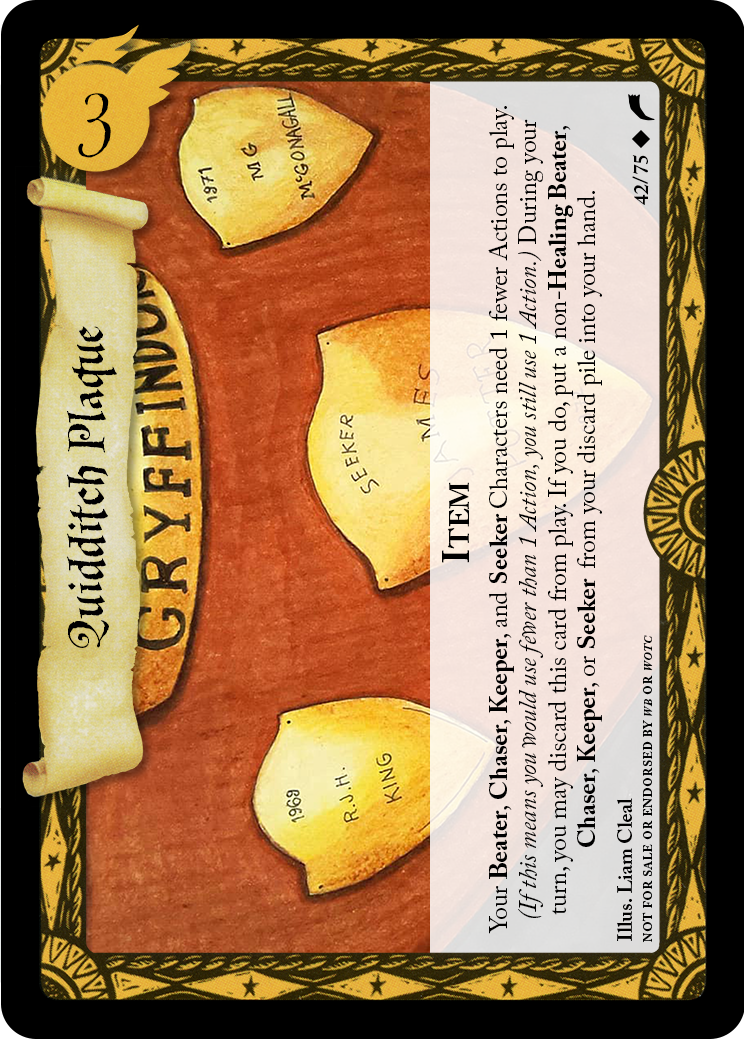 3
Quidditch Plaque
GRYFFINDOR
1969
R.J.H.
KING
SEEKER
AMES
POTTER
1971
MG
McGONAGALL
ITEM
Your Beater, Chaser, Keeper, and Seeker Characters need 1 fewer Actions to play.
(If this means you would use fewer than 1 Action, you still use 1 Action.) During your
turn, you may discard this card from play. If you do, put a non-Healing Beater,
Chaser, Keeper, or Seeker from your discard pile into your hand.
Illus. Liam Cleal
NOT FOR SALE OR ENDORSED BY WB OR WOTC
42/75